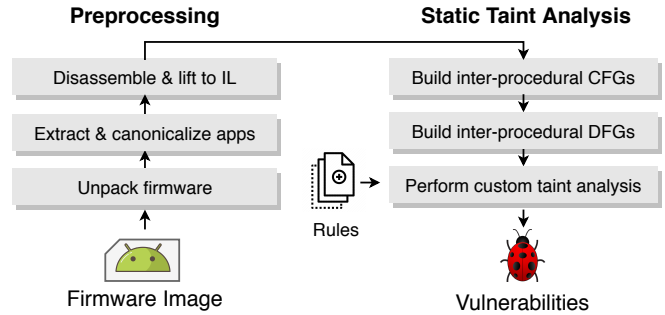 Preprocessing
Static Taint Analysis
Disassemble & lift to IL
Build inter-procedural CFGs
Extract & canonicalize apps
Build inter-procedural DFGs
Unpack firmware
Perform custom taint analysis
Rules
Firmware Image
Vulnerabilities